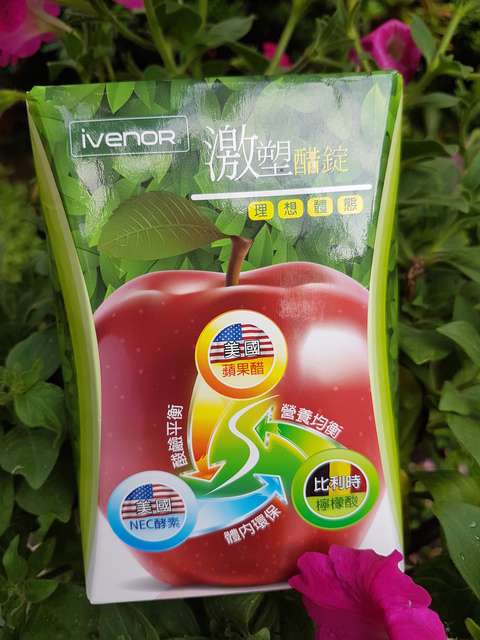 ivenor
激塑醋錠
理想體態
美國
蘋果醋
酸鹼平衡
營養均衡
美國
NEC酵素
比利時
檸檬酸
體內環保